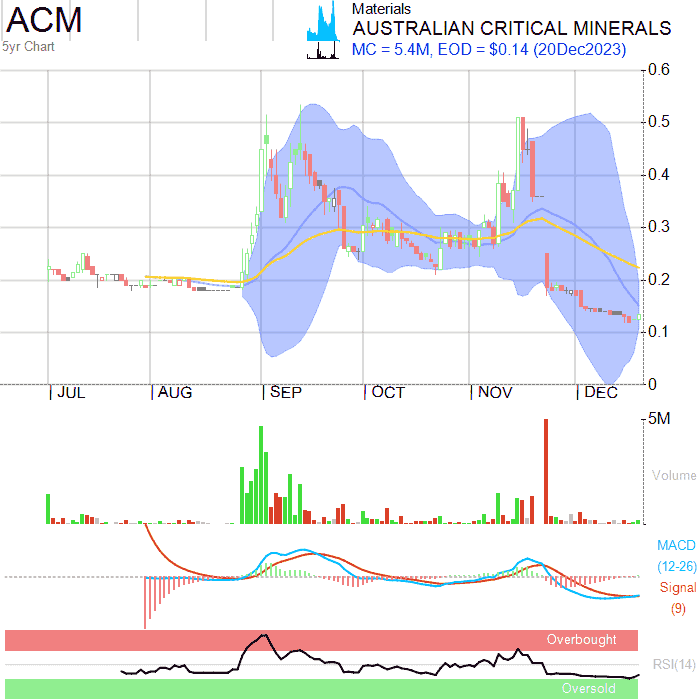 ACM
5yr Chart
Materials
AUSTRALIAN CRITICAL MINERALS
MC = 5.4M, EOD = $0.14 (20Dec2023)
0.6
0.5
0.4
0.3
0.2
0.1
0
JUL AUG SEP OCT NOV DEC
5M
Volume
MACD
(12-26)
Signal
(9)
Overbought
RSI(14)
Oversold